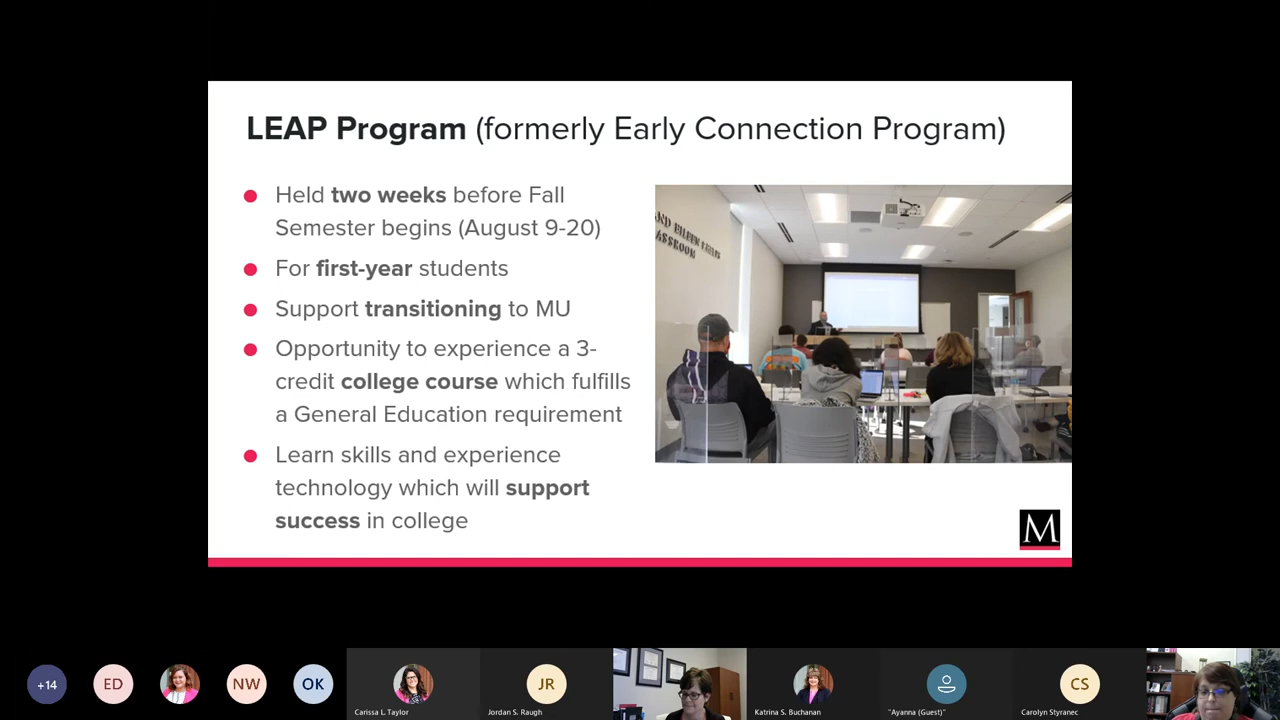 LEAP Program (formerly Early Connection Program)
Held two weeks before Fall
Semester begins (August 9-20)
For first-year students
Support transitioning to MU
Opportunity to experience a 3-
credit college course which fulfills
a General Education requirement
Learn skills and experience
technology which will support
success in college
AND EILEEN
ASSROOM
M
+14
ED
NW
OK
JR
CS
Carissa L. Taylor
Jordan S. Raugh
Katrina S. Buchanan
"Ayanna (Guest)"
Carolyn Styranec